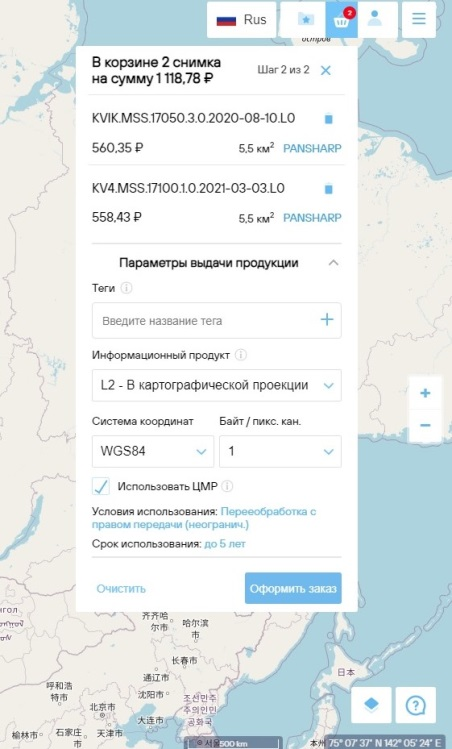 Rus
2
остров
В корзине 2 снимка
на сумму 1 118,78 ₽
Шаг 2 из 2
KVIK.MSS.17050.3.0.2020-08-10.L0
560,35 ₽ 5,5 км² PANSHARP
KV4.MSS.17100.1.0.2021-03-03.L0
558,43 ₽ 5,5 км² PANSHARP
Параметры выдачи продукции
Теги
Введите название тега
Информационный продукт
L2 - В картографической проекции
Система координат Байт / пикс. кан.
WGS84 1
Использовать ЦМР
Условия использования: Переобработка с
правом передачи (неогранич.)
Срок использования: до 5 лет
Очистить Оформить заказ
齐齐哈
尔市
哈尔滨
市
长春市
通辽市
呼和浩
特市
沈阳市
北京市
조선민주
주의인민
공화국
日本
大连市
榆林市
石家庄
市
天津市
서울
500 km
75° 07' 37" N 142° 05' 24" E